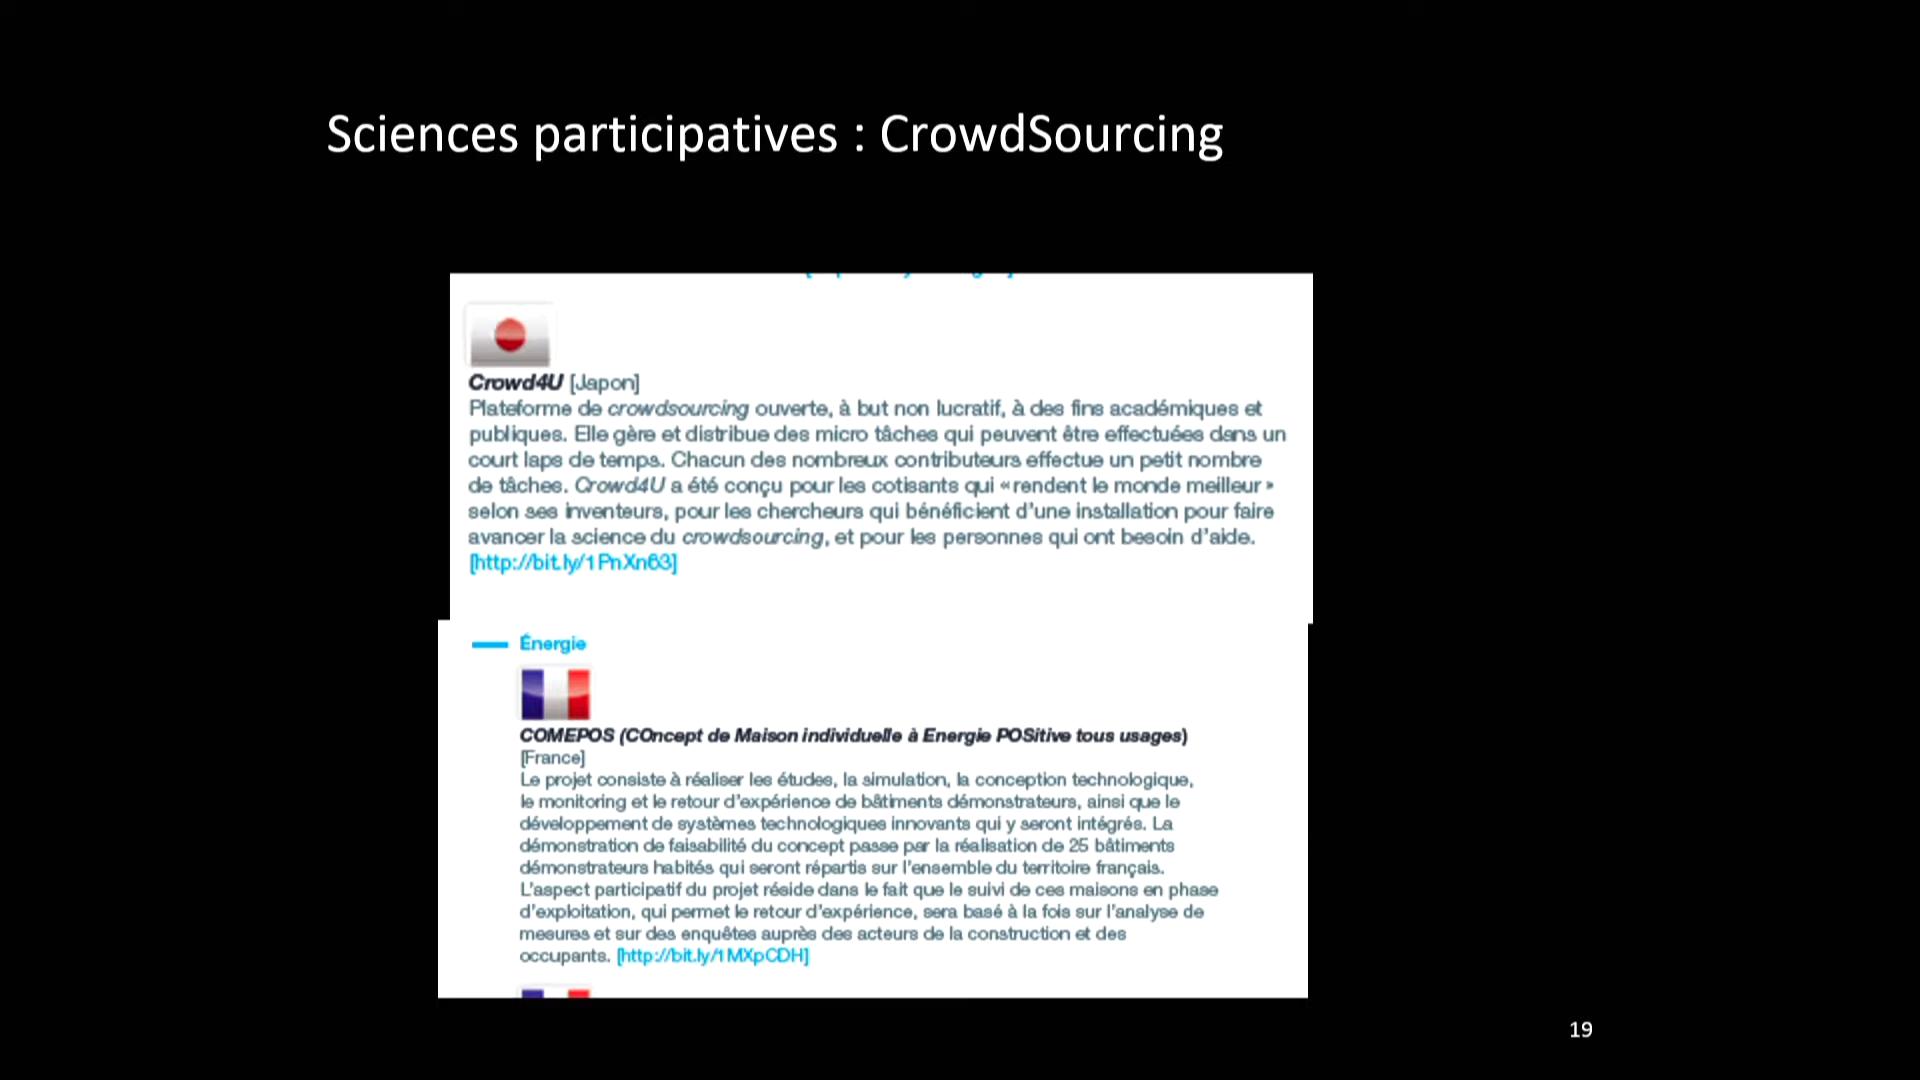 Sciences participatives : CrowdSourcing
Crowd4U [Japon]
Plateforme de crowdsourcing ouverte, à but non lucratif, à des fins académiques et
publiques. Elle gère et distribue des micro tâches qui peuvent être effectuées dans un
court laps de temps. Chacun des nombreux contributeurs effectue un petit nombre
de tâches. Crowd4U a été conçu pour les cotisants qui « rendent le monde meilleur »
selon ses inventeurs, pour les chercheurs qui bénéficient d'une installation pour faire
avancer la science du crowdsourcing, et pour les personnes qui ont besoin d'aide.
[http://bit.ly/1PnXn63]
Énergie
COMEPOS (COncept de Maison individuelle à Energie POSitive tous usages)
[France]
Le projet consiste à réaliser les études, la simulation, la conception technologique,
le monitoring et le retour d'expérience de bâtiments démonstrateurs, ainsi que le
développement de systèmes technologiques innovants qui y seront intégrés. La
démonstration de faisabilité du concept passe par la réalisation de 25 bâtiments
démonstrateurs habités qui seront répartis sur l'ensemble du territoire français.
L'aspect participatif du projet réside dans le fait que le suivi de ces maisons en phase
d'exploitation, qui permet le retour d'expérience, sera basé à la fois sur l'analyse de
mesures et sur des enquêtes auprès des acteurs de la construction et des
occupants. [http://bit.ly/1MXpCDH]
19